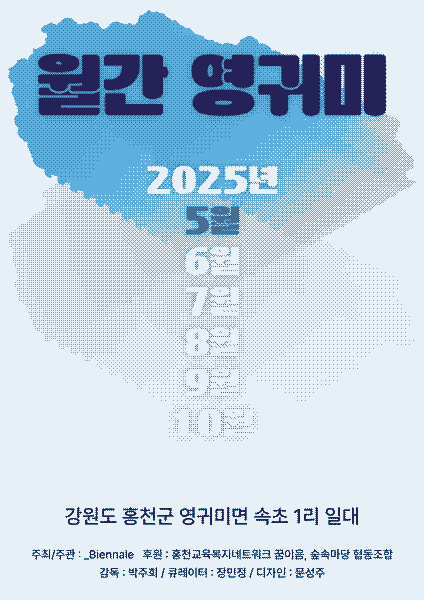 월간 영귀미
2025년
5월
6월
7월
8월
9월
10월
강원도 홍천군 영귀미면 속초 1리 일대
주최/주관 : _Biennale 후원 : 홍천교육복지네트워크 꿈이음, 숲속마당 협동조합
감독 : 박주희 / 큐레이터 : 장민정 / 디자인 : 문성주